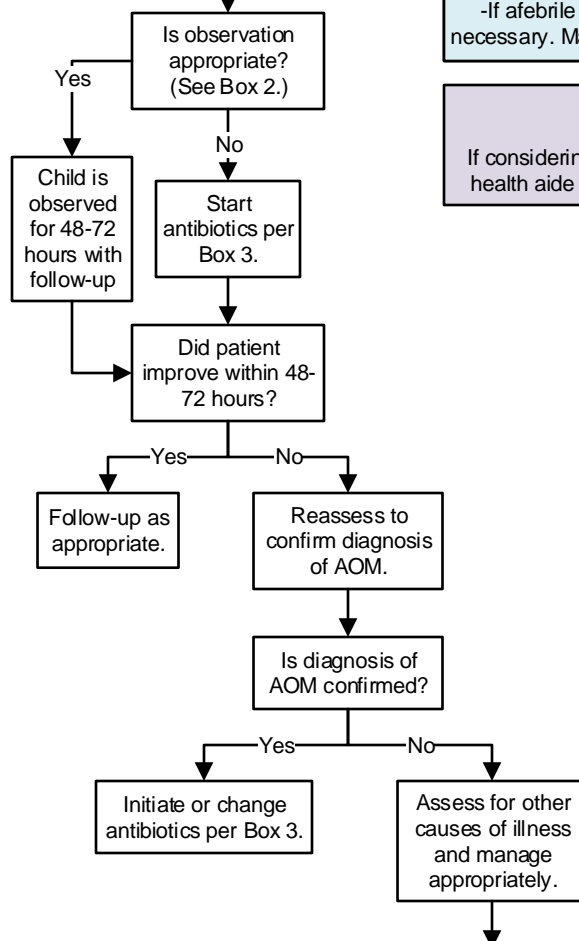 Is observation
appropriate?
(See Box 2.)
Yes
No
Child is
observed
for 48-72
hours with
follow-up
Start
antibiotics per
Box 3.
Did patient
improve within 48-
72 hours?
Yes
No
Follow-up as
appropriate.
Reassess to
confirm diagnosis
of AOM.
Is diagnosis of
AOM confirmed?
Yes
No
Initiate or change
antibiotics per Box 3.
Assess for other
causes of illness
and manage
appropriately.
-If afebrile
necessary.
If
health aide